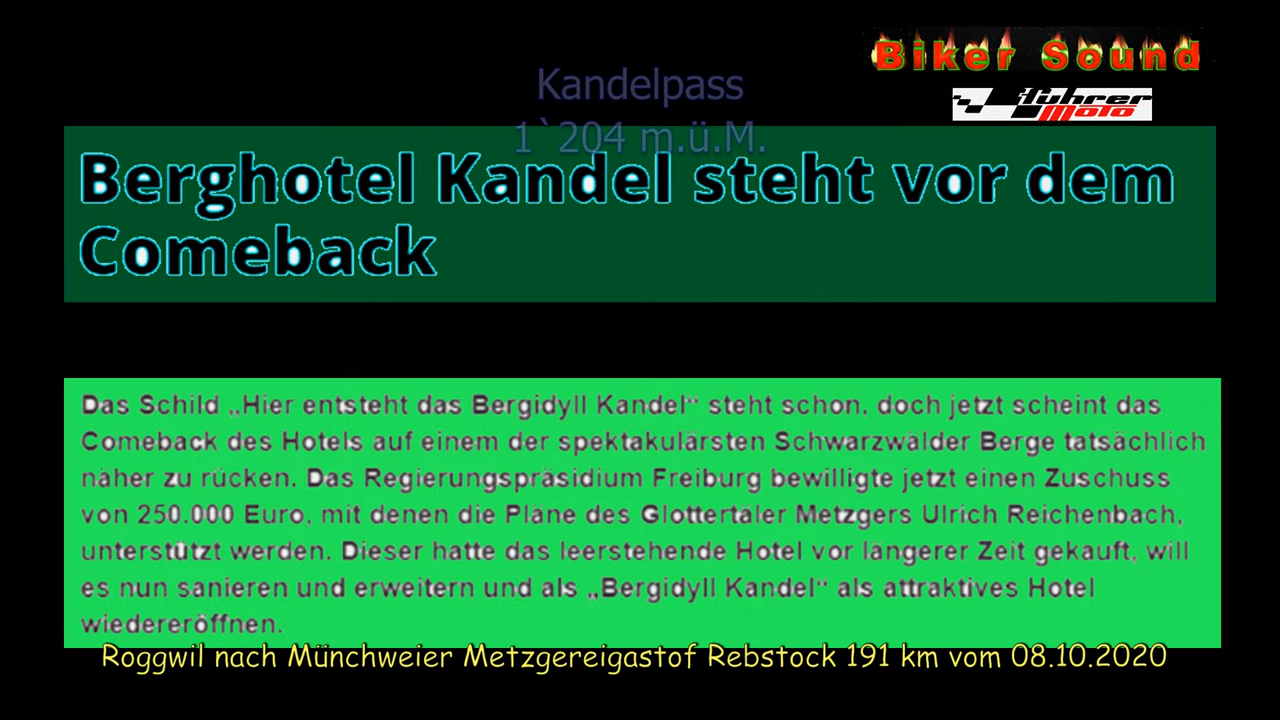 Biker Sound
führer
moto
Kandelpass
1`204 m.ü.M.
Berghotel Kandel steht vor dem
Comeback
Das Schild „Hier entsteht das Bergidyll Kandel“ steht schon, doch jetzt scheint das
Comeback des Hotels auf einem der spektakulärsten Schwarzwälder Berge tatsächlich
näher zu rücken. Das Regierungspräsidium Freiburg bewilligte jetzt einen Zuschuss
von 250.000 Euro, mit denen die Pläne des Glottertaler Metzgers Ulrich Reichenbach,
unterstützt werden. Dieser hatte das leerstehende Hotel vor längerer Zeit gekauft, will
es nun sanieren und erweitern und als „Bergidyll Kandel“ als attraktives Hotel
wiedereröffnen.
Roggwil nach Münchweier Metzgereigastof Rebstock 191 km vom 08.10.2020